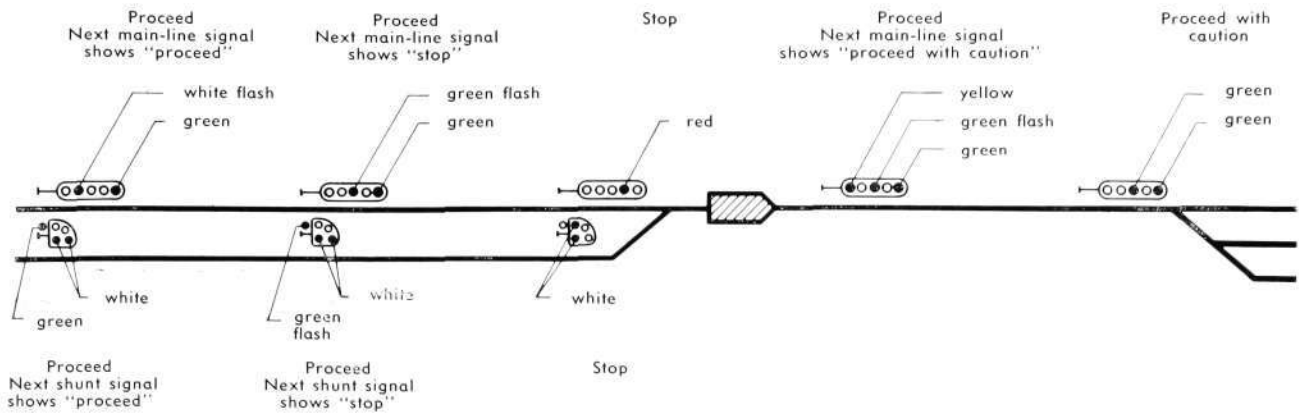 Proceed
Next main-line signal
shows "proceed"
Proceed
Next main-line signal
shows "stop"
Stop
Proceed
Next main-line signal
shows "proceed with caution"
Proceed with
caution
white flash
green
green flash
green
red
yellow
green flash
green
green
green
white
green
white
green
flash
white
Proceed
Next shunt signal
shows "proceed"
Proceed
Next shunt signal
shows "stop"
Stop